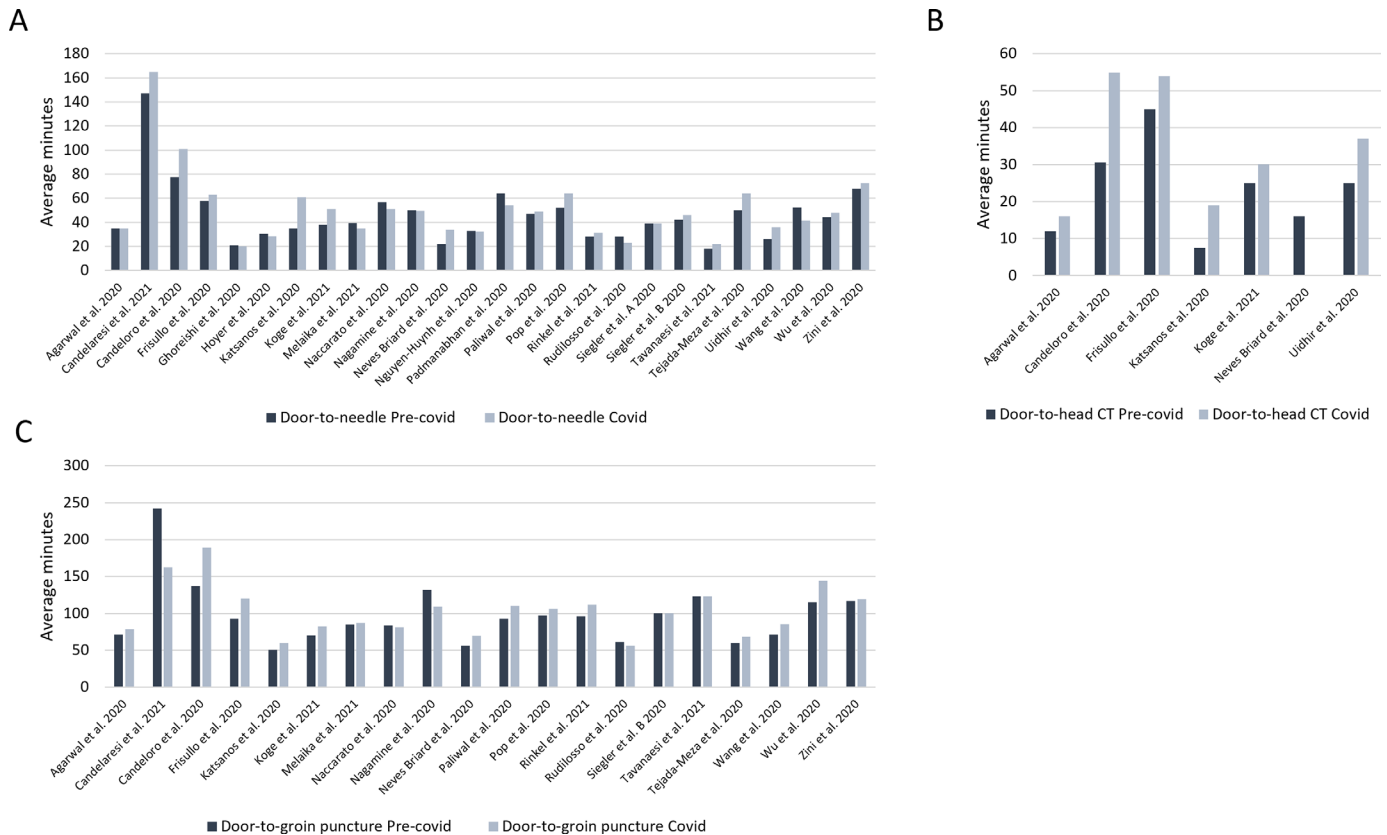 A
180
160
140
120
100
80
60
40
20
0
Average minutes
Agarwal et al. 2020
Candelaresi et al. 2021
Candeloro et al. 2020
Frisullo et al. 2020
Ghoreishi et al. 2020
Hoyer et al. 2020
Katsanos et al. 2020
Koge et al. 2021
Melaika et al. 2021
Naccarato et al. 2020
Nagamine et al. 2020
Neves Briard et al. 2020
Nguyen-Huynh et al. 2020
Padmanabhan et al. 2020
Paliwal et al. 2020
Pop et al. 2020
Rinkel et al. 2021
Rudilosso et al. 2020
Siegler et al. A 2020
Siegler et al. B 2020
Tavanaesi et al. 2021
Tejada-Meza et al. 2020
Uidhir et al. 2020
Wang et al. 2020
Wu et al. 2020
Zini et al. 2020
Door-to-needle Pre-covid
Door-to-needle Covid
B
60
50
40
30
20
10
0
Average minutes
Agarwal et al. 2020
Candeloro et al. 2020
Frisullo et al. 2020
Katsanos et al. 2020
Koge et al. 2021
Neves Briard et al. 2020
Uidhir et al. 2020
Door-to-head CT Pre-covid
Door-to-head CT Covid
C
300
250
200
150
100
50
0
Average minutes
Agarwal et al. 2020
Candelaresi et al. 2021
Candeloro et al. 2020
Frisullo et al. 2020
Katsanos et al. 2020
Koge et al. 2021
Melaika et al. 2021
Naccarato et al. 2020
Nagamine et al. 2020
Neves Briard et al. 2020
Paliwal et al. 2020
Pop et al. 2020
Rinkel et al. 2021
Rudilosso et al. 2020
Siegler et al. B 2020
Tavanaesi et al. 2021
Tejada-Meza et al. 2020
Wang et al. 2020
Wu et al. 2020
Zini et al. 2020
Door-to-groin puncture Pre-covid
Door-to-groin puncture Covid